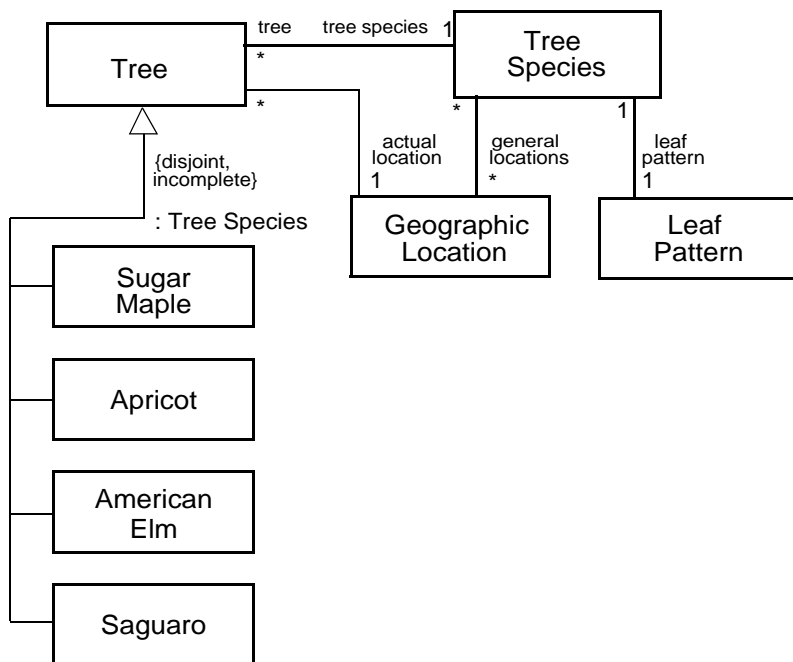 tree
tree species
1
Tree
*
Tree
Species
*
*
1
actual
location
1
general
locations
*
leaf
pattern
1
{disjoint,
incomplete}
: Tree Species
Geographic
Location
Leaf
Pattern
Sugar
Maple
Apricot
American
Elm
Saguaro